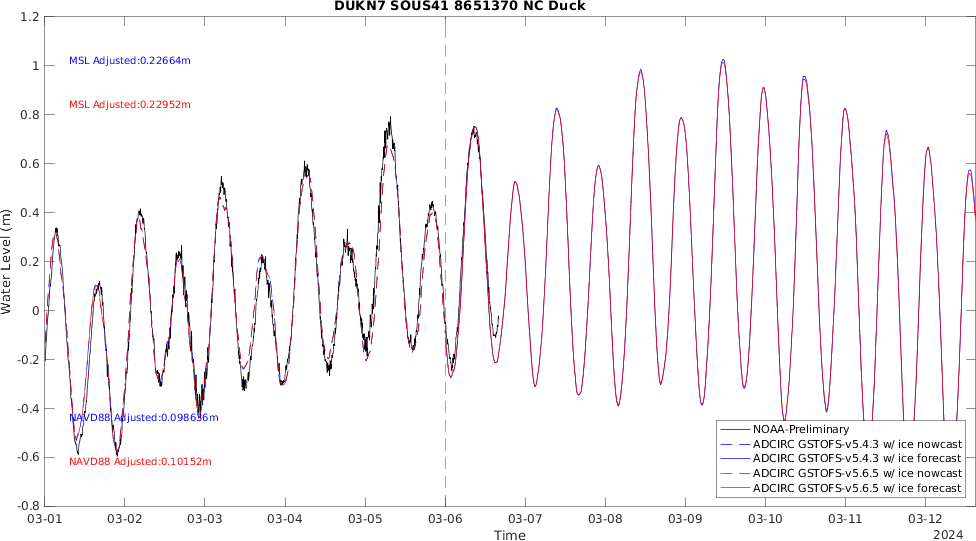 DUKN7 SOUS41 8651370 NC Duck
1.2
1
0.8
0.6
0.4
0.2
0
-0.2
-0.4
-0.6
-0.8
Water Level (m)
MSL Adjusted:0.22664m
MSL Adjusted:0.22952m
NAVD88 Adjusted:0.098636m
NAVD88 Adjusted:0.10152m
NOAA-Preliminary
ADCIRC GSTOFS-v5.4.3 w/ ice nowcast
ADCIRC GSTOFS-v5.4.3 w/ ice forecast
ADCIRC GSTOFS-v5.6.5 w/ ice nowcast
ADCIRC GSTOFS-v5.6.5 w/ ice forecast
03-01 03-02 03-03 03-04 03-05 03-06 03-07 03-08 03-09 03-10 03-11 03-12
Time
2024